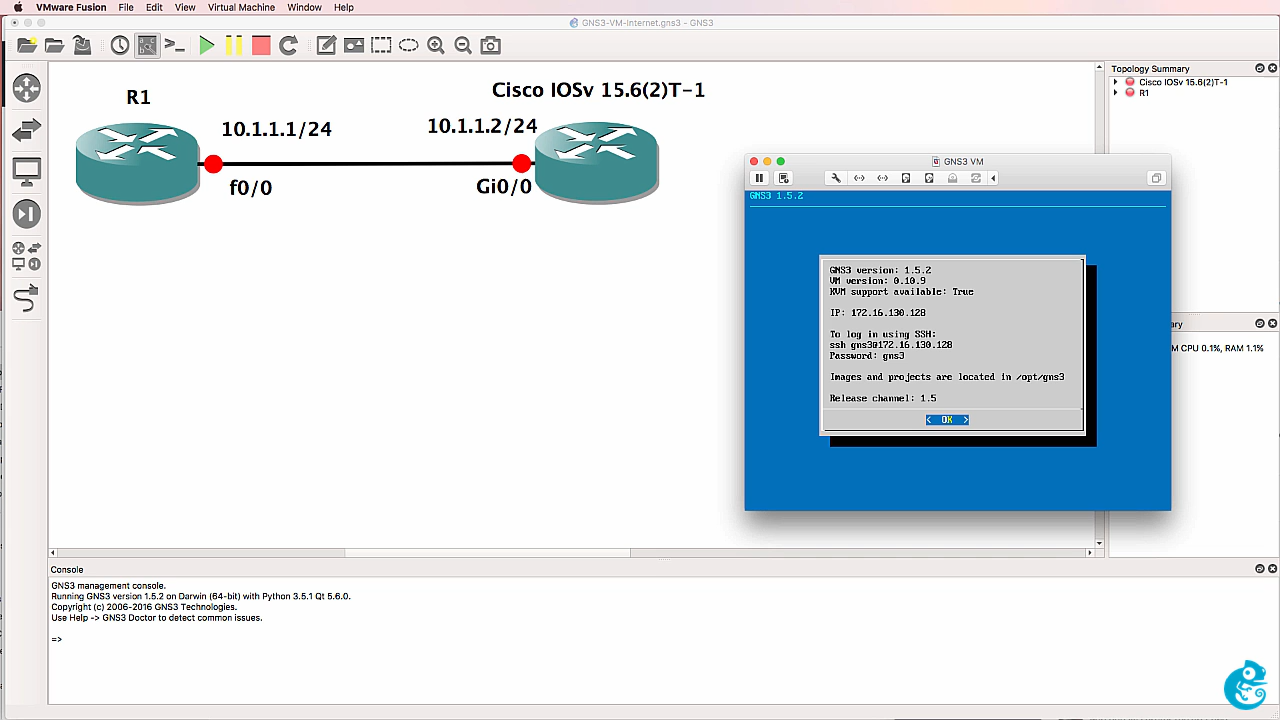 VMware Fusion File Edit View Virtual Machine Window Help
GNS3-VM-Internet.gns3 - GNS3
Topology Summary
Cisco IOSv 15.6(2)T-1
R1
R1
Cisco IOSv 15.6(2)T-1
10.1.1.1/24
10.1.1.2/24
f0/0
Gi0/0
GNS3 VM
GNS3 1.5.2
GNS3 version: 1.5.2
VM version: 0.10.9
KVM support available: True
IP: 172.16.130.128
To log in using SSH:
ssh gns3@172.16.130.128
Password: gns3
Images and projects are located in /opt/gns3
Release channel: 1.5
< OK >
ary
M CPU 0.1%, RAM 1.1%
Console
GNS3 management console.
Running GNS3 version 1.5.2 on Darwin (64-bit) with Python 3.5.1 Qt 5.6.0.
Copyright (c) 2006-2016 GNS3 Technologies.
Use Help -> GNS3 Doctor to detect common issues.
=>